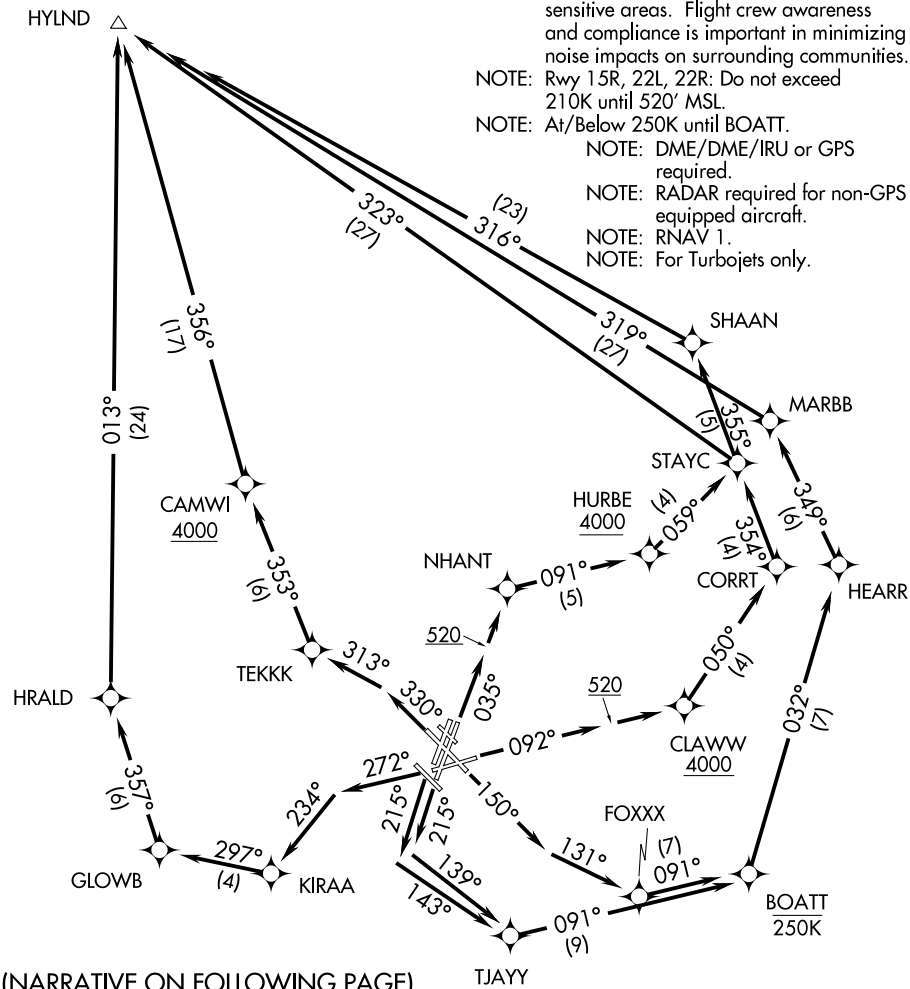 HYLND
sensitive areas. Flight crew awareness
and compliance is important in minimizing
noise impacts on surrounding communities.
NOTE: Rwy 15R, 22L, 22R: Do not exceed
210K until 520' MSL.
NOTE: At/Below 250K until BOATT.
NOTE: DME/DME/IRU or GPS
required.
NOTE: RADAR required for non-GPS
equipped aircraft.
NOTE: RNAV 1.
NOTE: For Turbojets only.
323°
(27)
(23)
316°
319°
(27)
356°
(17)
013°
(24)
SHAAN
MARBB
355°
(5)
STAYC
CAMWI
4000
HURBE
4000
(4)
059°
354°
(4)
349°
(6)
NHANT
091°
(5)
CORRT
HEARR
353°
(6)
520
TEKKK
313°
330°
035°
050°
(4)
HRALD
520
092°
CLAWW
4000
032°
(7)
272°
357°
(6)
234°
215°
215°
150°
FOXXX
131°
(7)
091°
GLOWB
297°
(4)
KIRAA
139°
143°
BOATT
250K
091°
(9)
TJAYY
(NARRATIVE ON FOLLOWING PAGE)